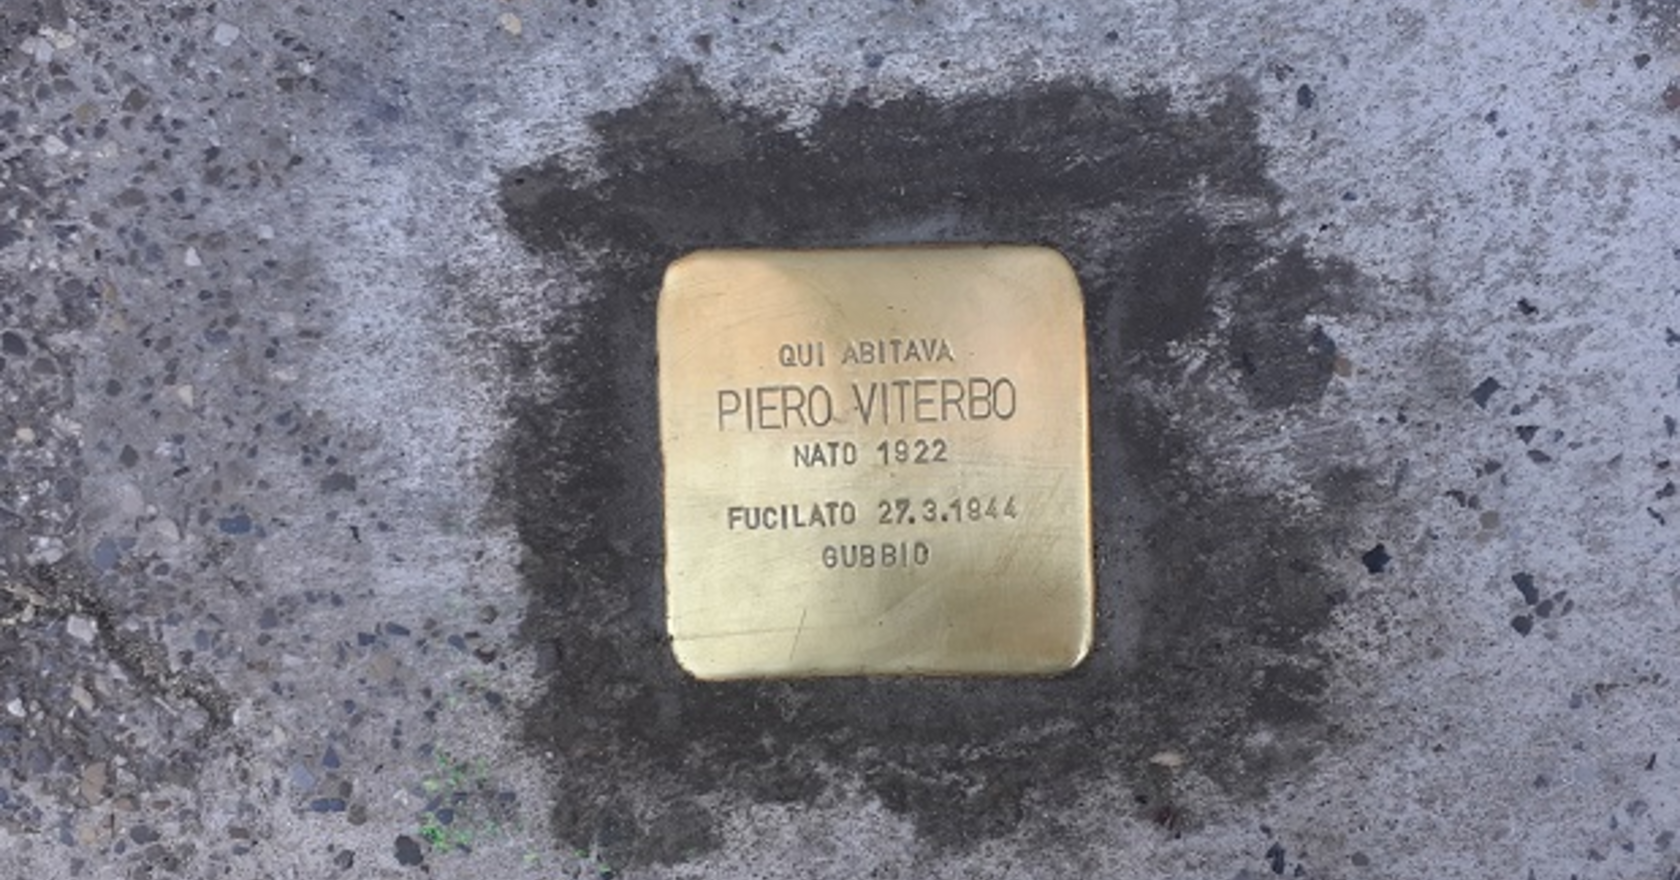 QUI ABITAVA
PIERO VITERBO
NATO 1922
FUCILATO 27.3.1944
GUBBIO